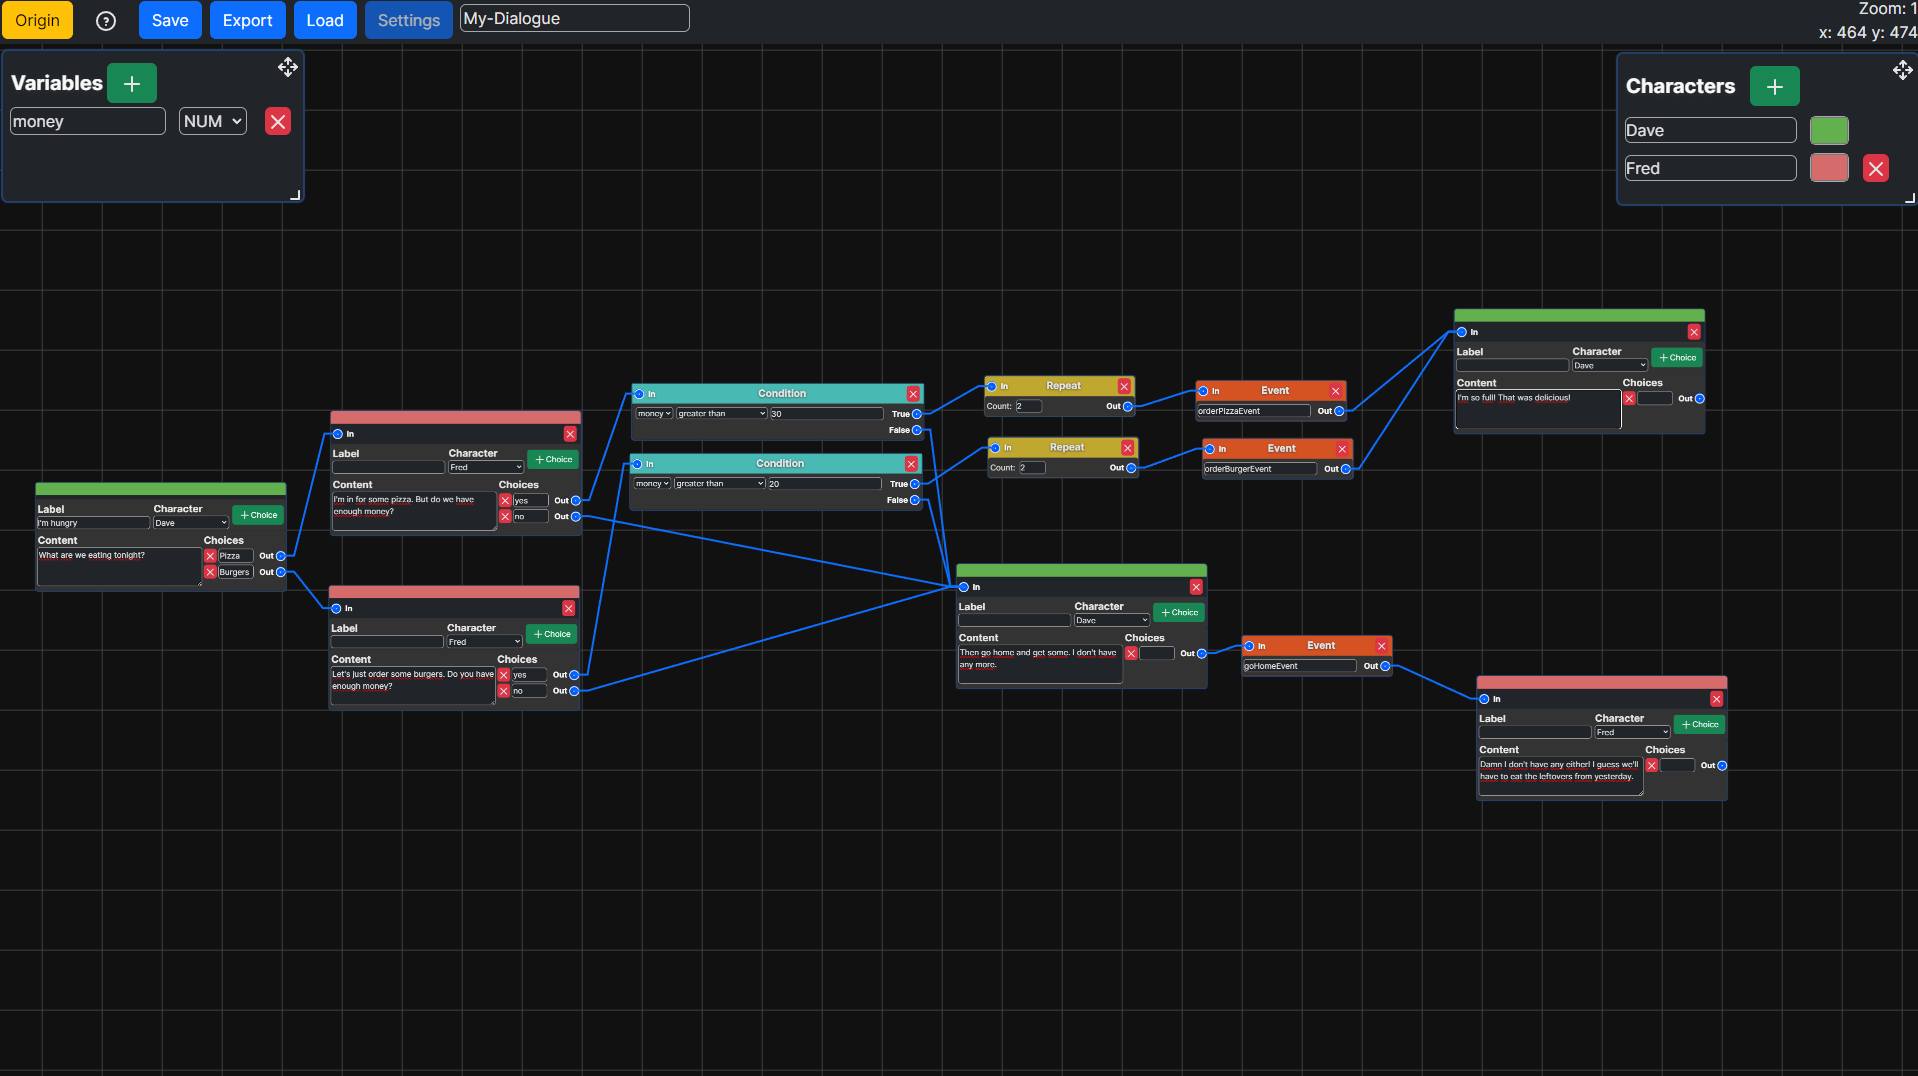 Origin
?
Save
Export
Load
Settings
My-Dialogue
Zoom: 1
x: 464 y: 474
Variables
+
money
NUM
Characters
+
Dave
Fred
Label
Character
I'm hungry
Dave
+ Choice
Content
Choices
What are we eating tonight?
Pizza
Out
Burgers
Out
In
Label
Character
Fred
+ Choice
Content
Choices
I'm in for some pizza. But do we have
enough money?
yes
Out
no
Out
In
Label
Character
Fred
+ Choice
Content
Choices
Let's just order some burgers. Do you have
enough money?
yes
Out
no
Out
In
Condition
money
greater than
30
True
False
In
Condition
money
greater than
20
True
False
In
Repeat
Count: 2
Out
In
Repeat
Count: 2
Out
In
Event
orderPizzaEvent
Out
In
Event
orderBurgerEvent
Out
In
Label
Character
Dave
+ Choice
Content
Choices
I'm so full! That was delicious!
Out
In
Label
Character
Dave
+ Choice
Content
Choices
Then go home and get some. I don't have
any more.
Out
In
Event
goHomeEvent
Out
In
Label
Character
Fred
+ Choice
Content
Choices
Damn I don't have any either! I guess we'll
have to eat the leftovers from yesterday.
Out